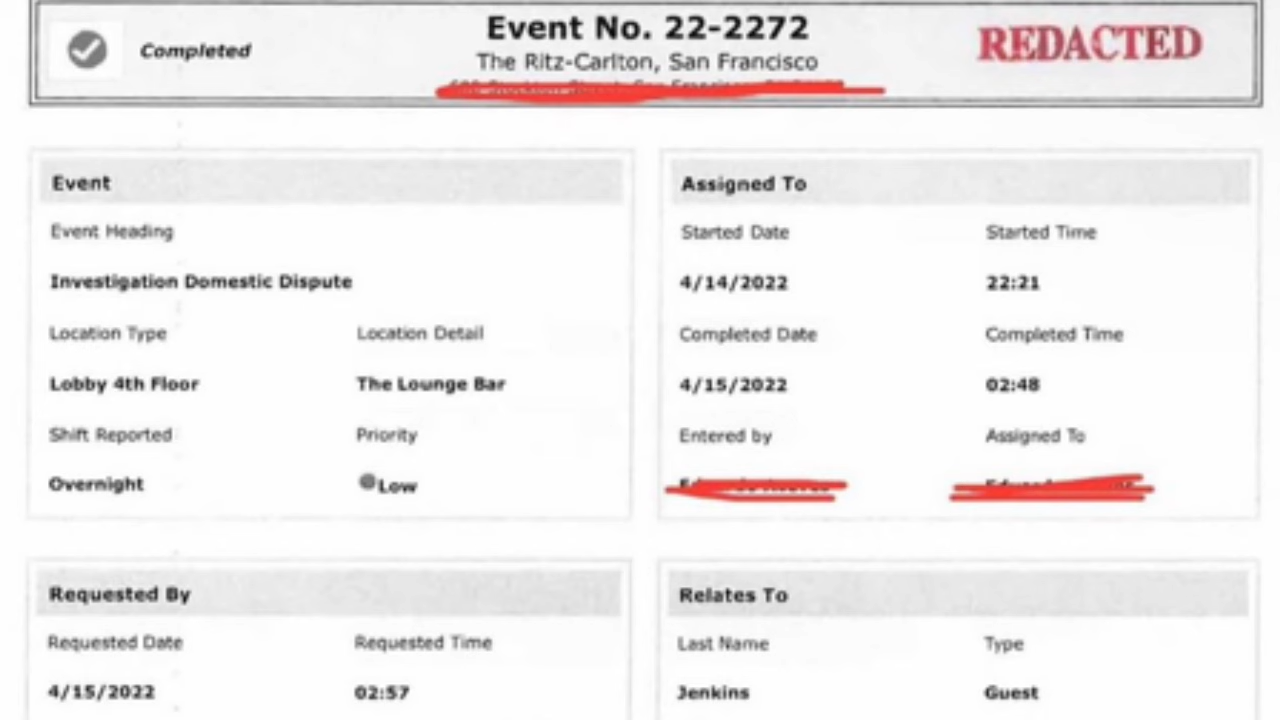 Completed
Event No. 22-2272
REDACTED
The Ritz-Carlton, San Francisco
Event
Event Heading
Investigation Domestic Dispute
Location Type Location Detail
Lobby 4th Floor The Lounge Bar
Shift Reported Priority
Overnight Low
Assigned To
Started Date Started Time
4/14/2022 22:21
Completed Date Completed Time
4/15/2022 02:48
Entered by Assigned To
Requested By
Requested Date Requested Time
4/15/2022 02:57
Relates To
Last Name Type
Jenkins Guest